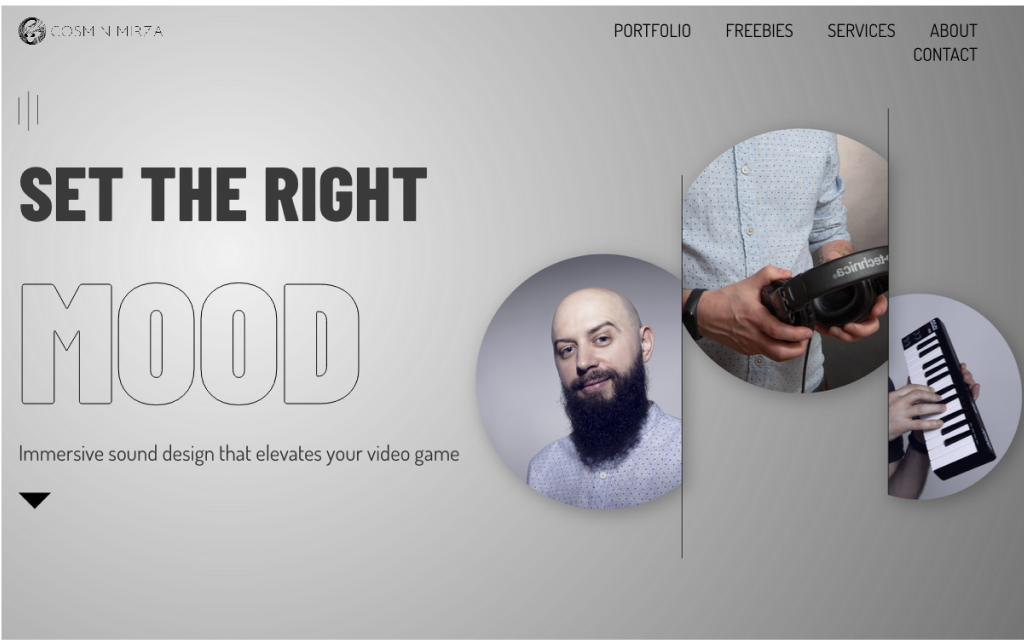 COSMIN MIRZA
PORTFOLIO FREEBIES SERVICES ABOUT
CONTACT
SET THE RIGHT
MOOD
Immersive sound design that elevates your video game
-technica